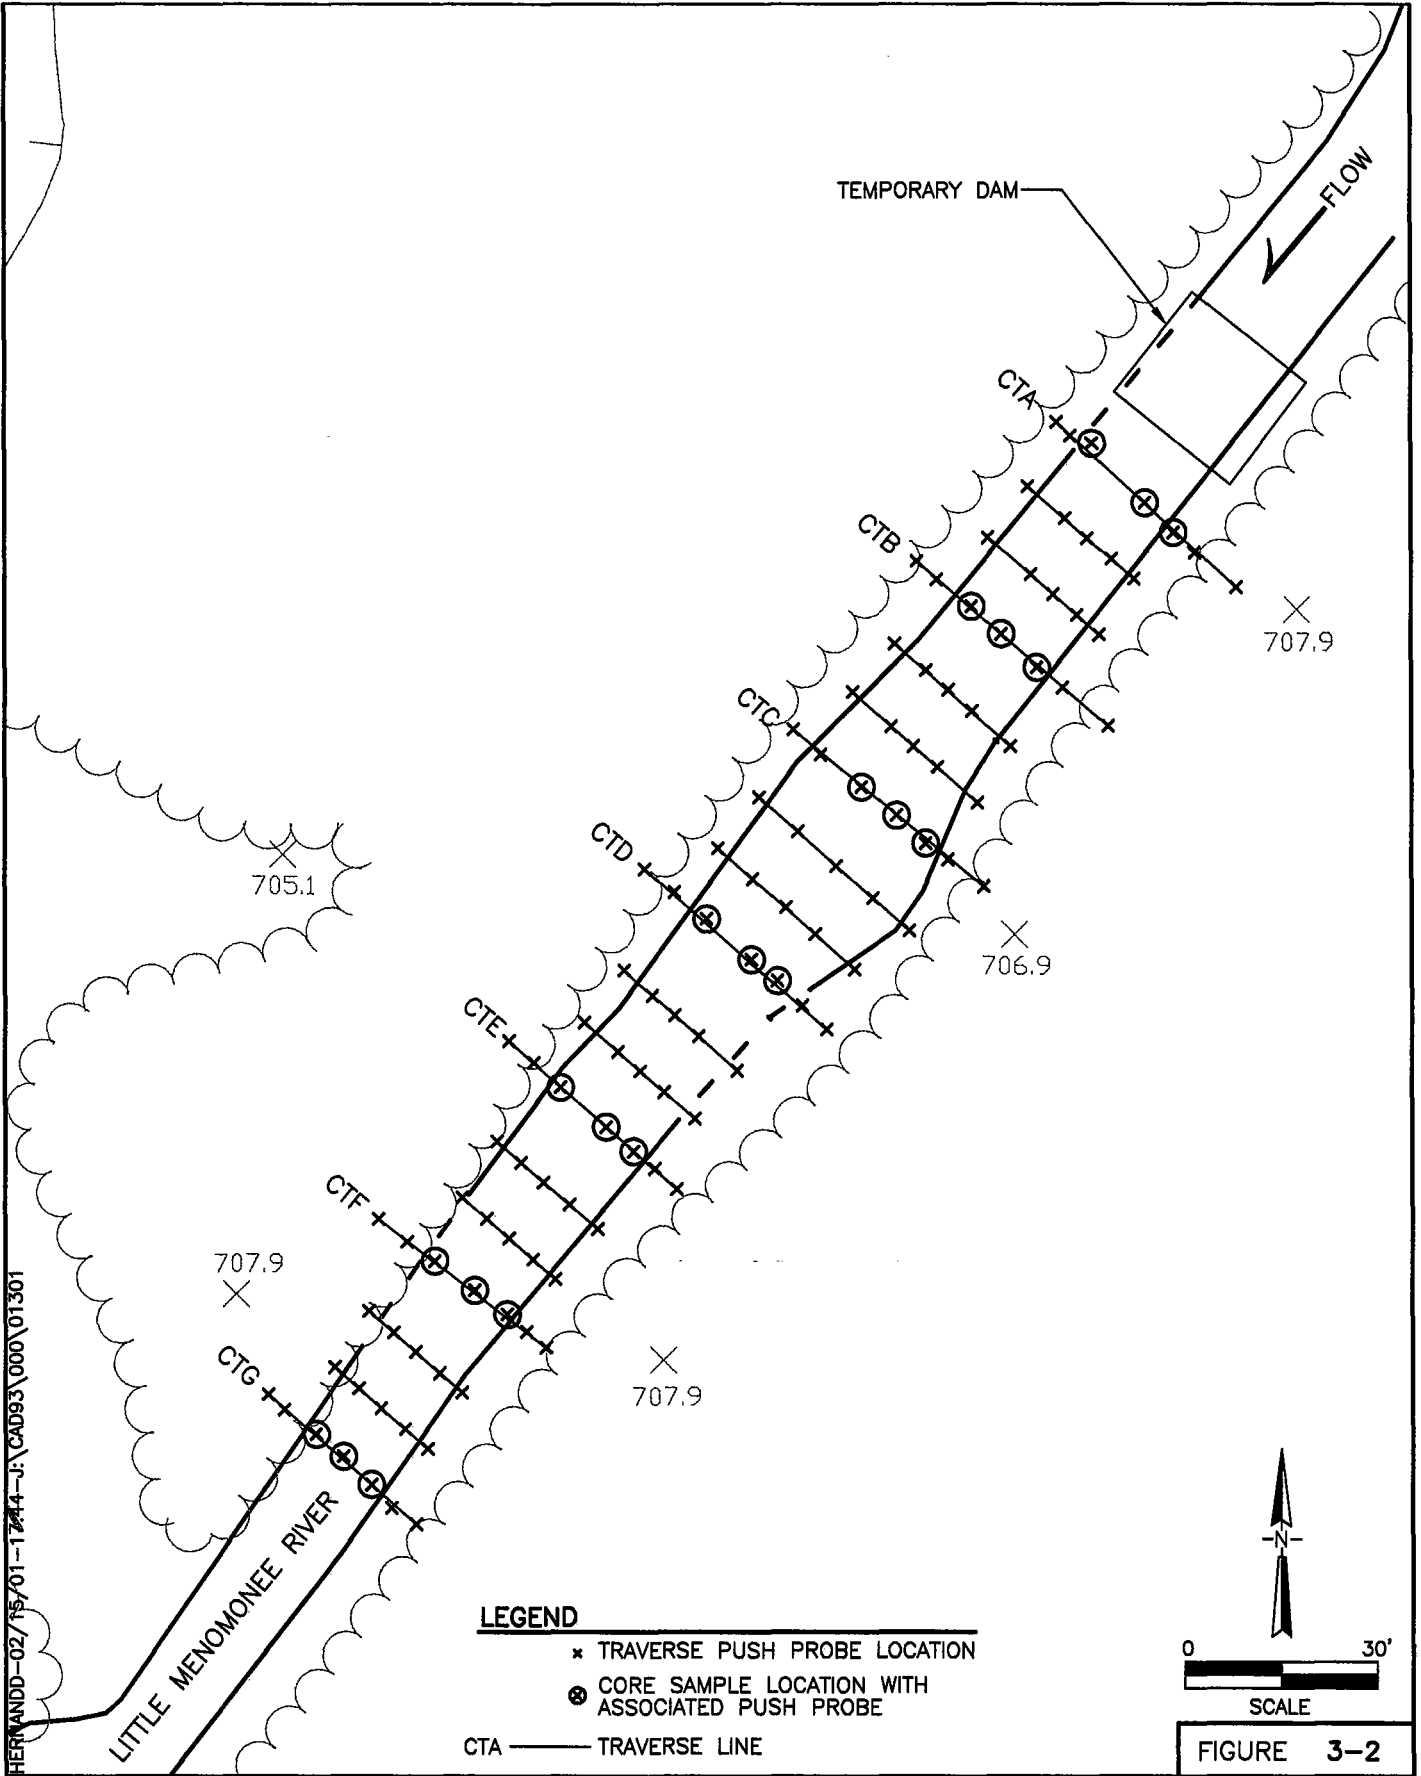 FLOW
TEMPORARY DAM
CTA
CTB
707.9
CTC
CTD
705.1
706.9
CTE
CTF
707.9
CTG
707.9
LITTLE MENOMONEE RIVER
LEGEND
x TRAVERSE PUSH PROBE LOCATION
CORE SAMPLE LOCATION WITH
ASSOCIATED PUSH PROBE
CTA TRAVERSE LINE
N
0 30'
SCALE
FIGURE 3-2